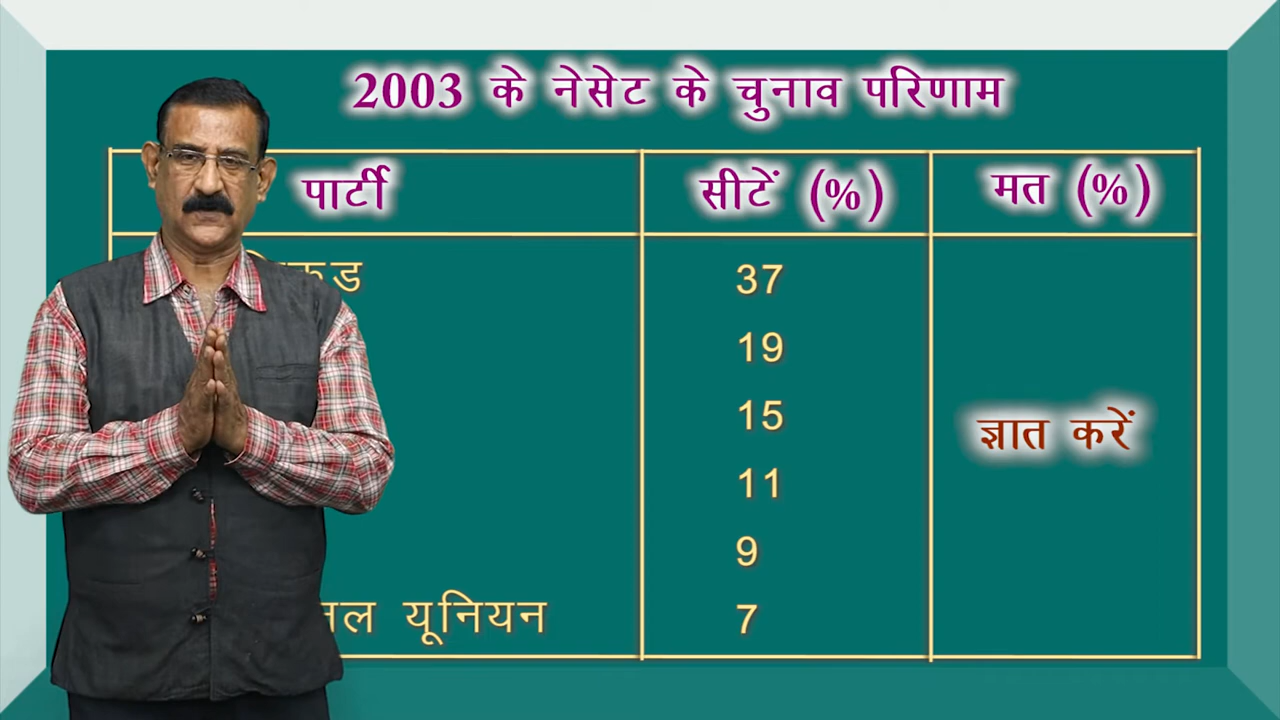 2003 के नेसेट के चुनाव परिणाम
पार्टी सीटें (%) मत (%)
37
19
15
ज्ञात करें
11
9
यूनियन 7